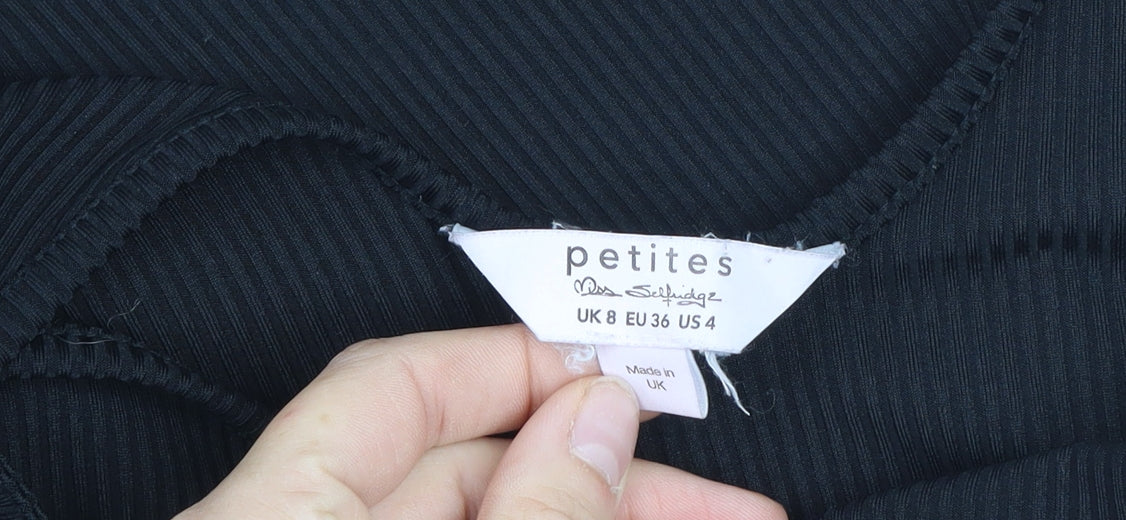 petites
Miss Selfridge
UK 8 EU 36 US 4
Made in
UK